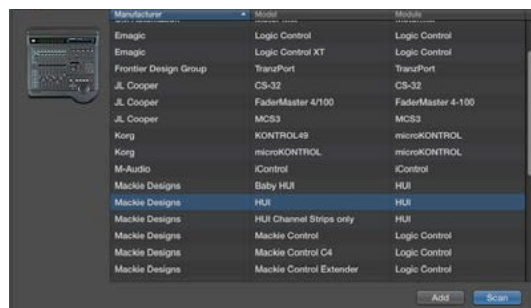 Manufacturer Model Module
Emagic Logic Control Logic Control
Emagic Logic Control XT Logic Control
Frontier Design Group TranzPort TranzPort
JL Cooper CS-32 CS-32
JL Cooper FaderMaster 4/100 FaderMaster 4-100
JL Cooper MCS3 MCS3
Korg KONTROL49 microKONTROL
Korg microKONTROL microKONTROL
M-Audio iControl iControl
Mackie Designs Baby HUI HUI
Mackie Designs HUI HUI
Mackie Designs HUI Channel Strips only HUI
Mackie Designs Mackie Control Logic Control
Mackie Designs Mackie Control C4 Logic Control
Mackie Designs Mackie Control Extender Logic Control
Add Scan